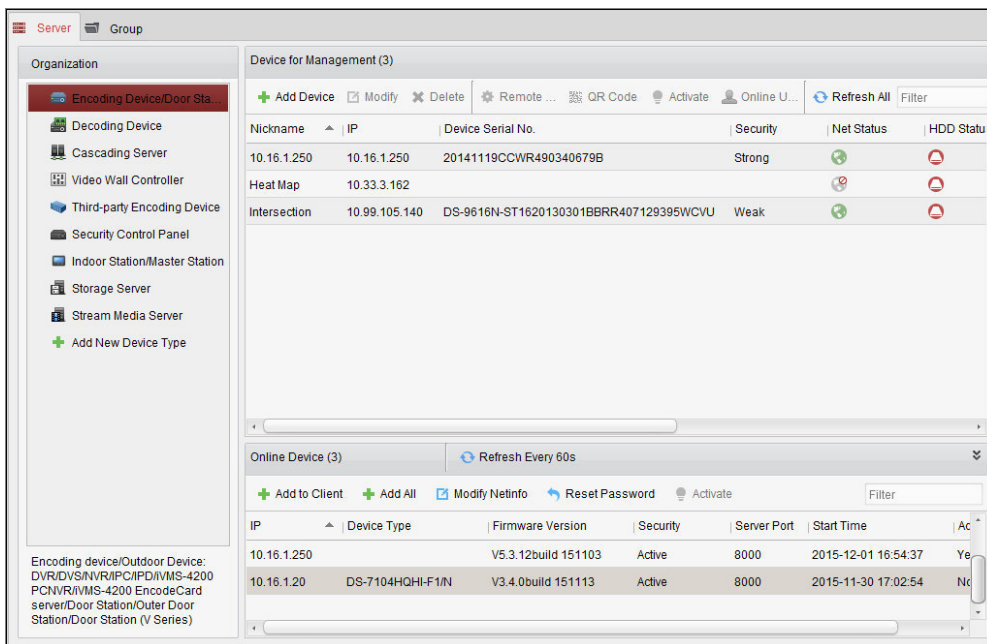 Server Group
Organization
Encoding Device/Door Sta...
Decoding Device
Cascading Server
Video Wall Controller
Third-party Encoding Device
Security Control Panel
Indoor Station/Master Station
Storage Server
Stream Media Server
Add New Device Type
Encoding device/Outdoor Device:
DVR/DVS/NVR/IPC/IPD/iVMS-4200
PCNVR/iVMS-4200 EncodeCard
server/Door Station/Outer Door
Station/Door Station (V Series)
Device for Management (3)
Add Device Modify Delete Remote ... QR Code Activate Online U... Refresh All Filter
Nickname IP Device Serial No. Security Net Status HDD Statu
10.16.1.250 10.16.1.250 20141119CCWR490340679B Strong
Heat Map 10.33.3.162
Intersection 10.99.105.140 DS-9616N-ST1620130301BBRR407129395WCVU Weak
Online Device (3) Refresh Every 60s
Add to Client Add All Modify Netinfo Reset Password Activate Filter
IP Device Type Firmware Version Security Server Port Start Time Ac
10.16.1.250 V5.3.12build 151103 Active 8000 2015-12-01 16:54:37 Ye
10.16.1.20 DS-7104HQHI-F1/N V3.4.0build 151113 Active 8000 2015-11-30 17:02:54 No